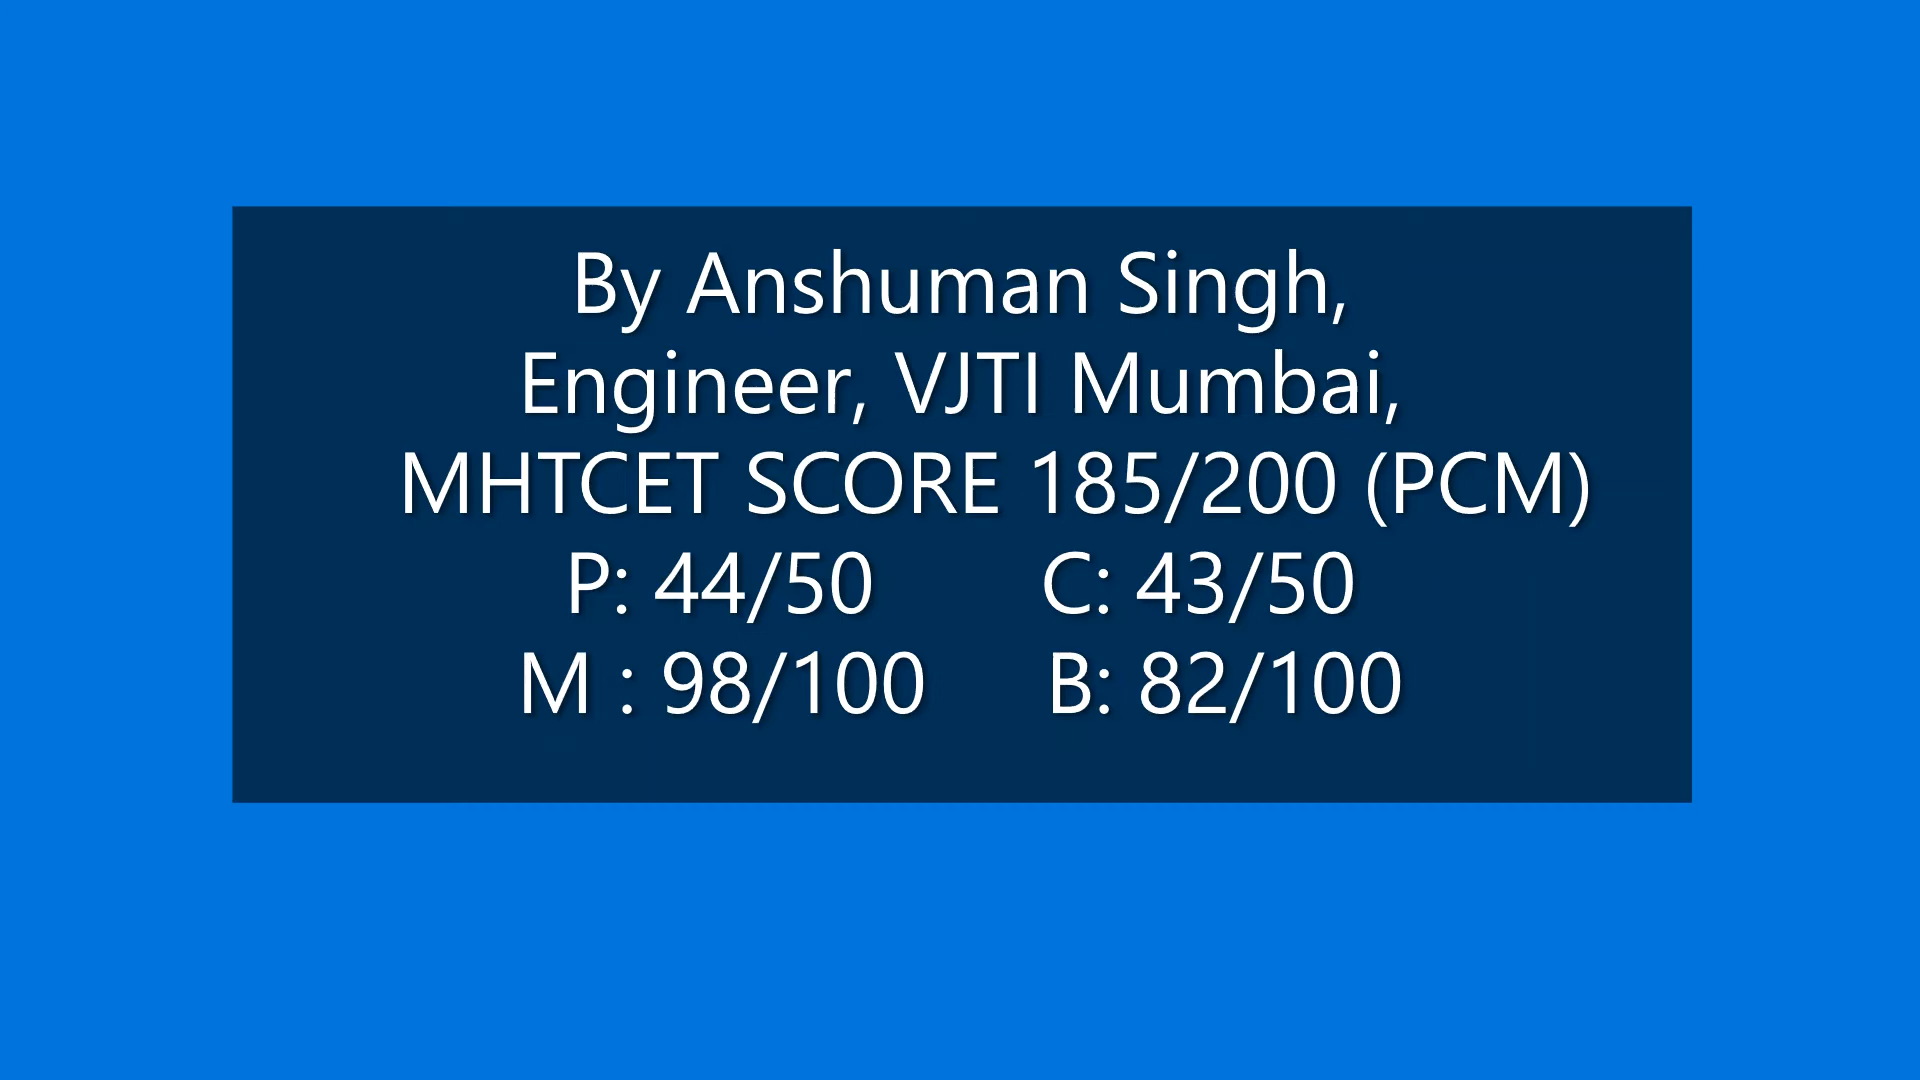 By Anshuman Singh,
Engineer, VJTI Mumbai,
MHTCET SCORE 185/200 (PCM)
P: 44/50 C: 43/50
M : 98/100 B: 82/100